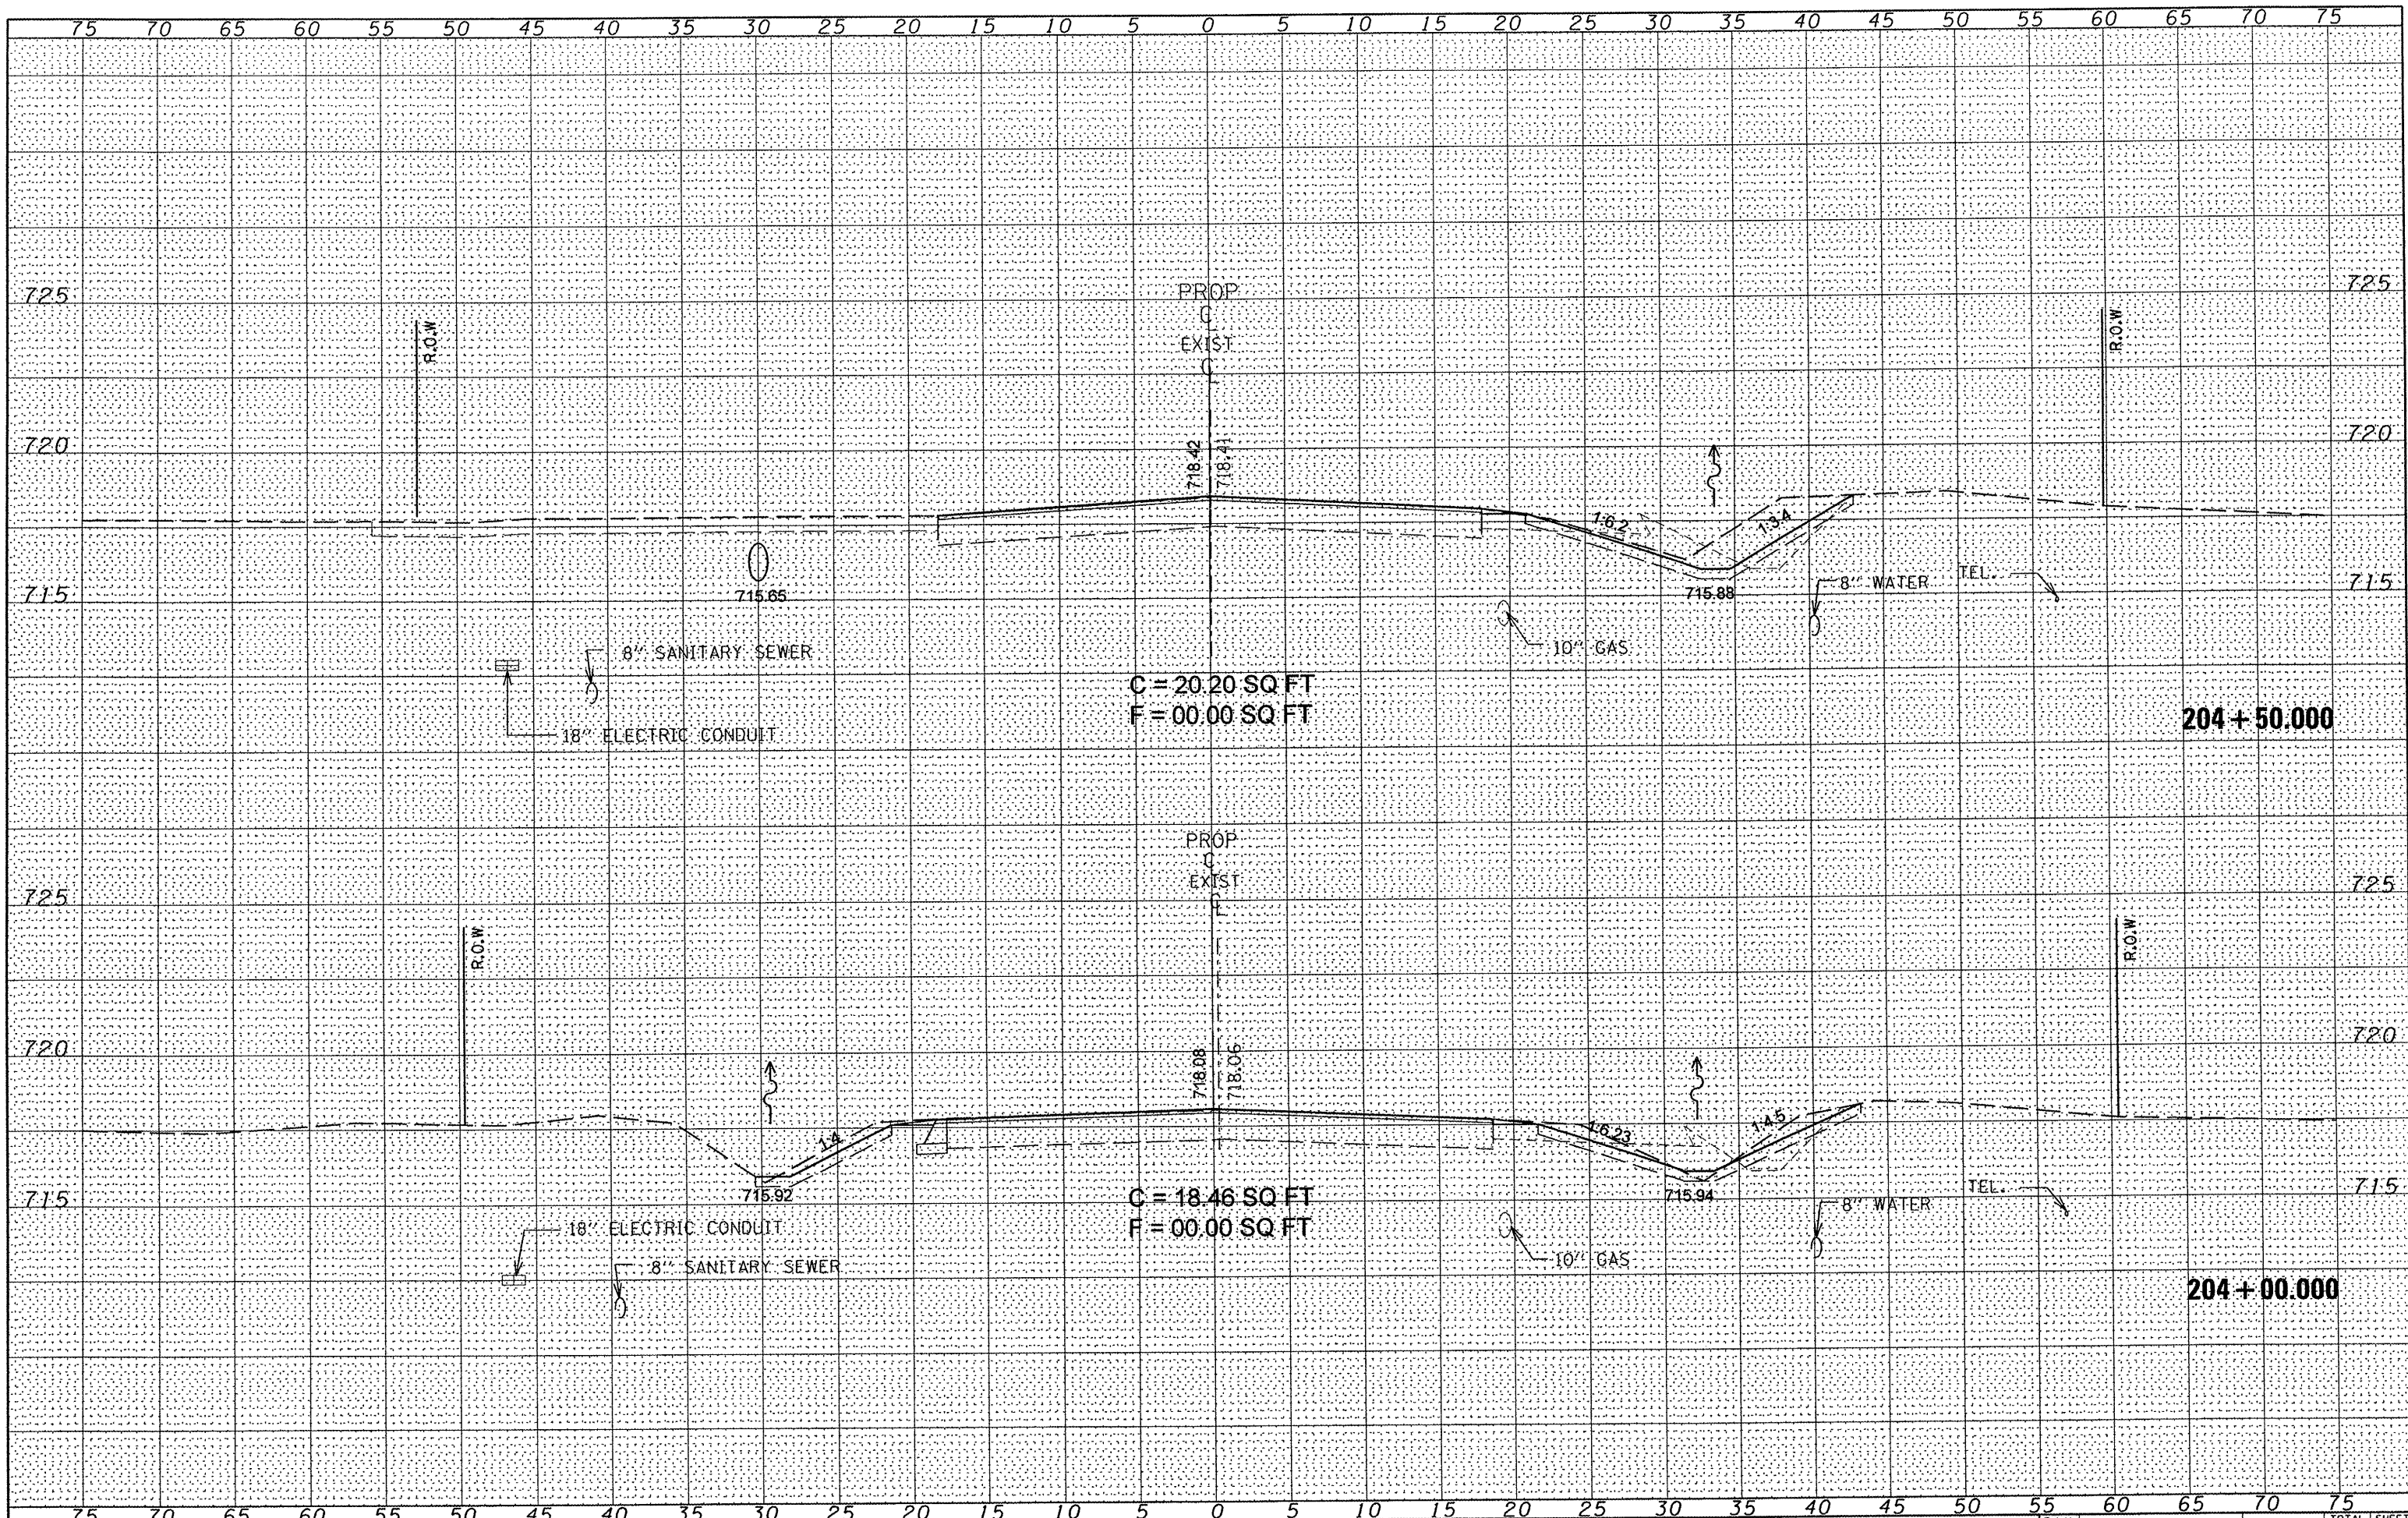 75 70 65 60 55 50 45 40 35 30 25 20 15 10 5 0 5 10 15 20 25 30 35 40 45 50 55 60 65 70 75
725 PROP 725
R.O.W R.O.W
EXIST
720 718.42 718.41 720
1:6.2 1:3.4
715 715.65 715.88 8" WATER TEL. 715
8" SANITARY SEWER 10" GAS
C = 20.20 SQ FT
F = 00.00 SQ FT
18" ELECTRIC CONDUIT 204 + 50.000
PROP
EXIST
725 725
R.O.W R.O.W
720 718.08 718.06 720
1:4 1:6.23 1:4.5
715 715.92 715.94 8" WATER TEL. 715
C = 18.46 SQ FT
F = 00.00 SQ FT
18" ELECTRIC CONDUIT
8" SANITARY SEWER 10" GAS
204 + 00.000
75 70 65 60 55 50 45 40 35 30 25 20 15 10 5 0 5 10 15 20 25 30 35 40 45 50 55 60 65 70 75
TOTAL